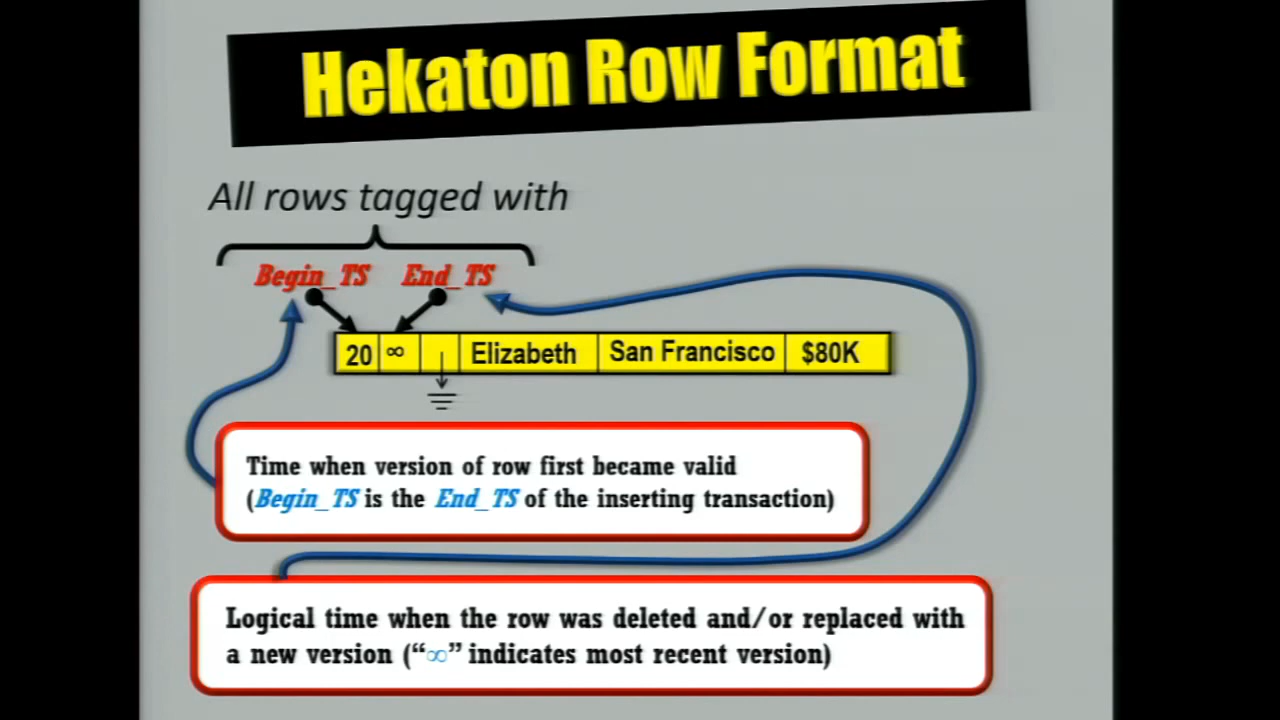 Hekaton Row Format
All rows tagged with
Begin_TS End_TS
20 ∞ Elizabeth San Francisco $80K
Time when version of row first became valid
(Begin_TS is the End_TS of the inserting transaction)
Logical time when the row was deleted and/or replaced with
a new version (“∞” indicates most recent version)